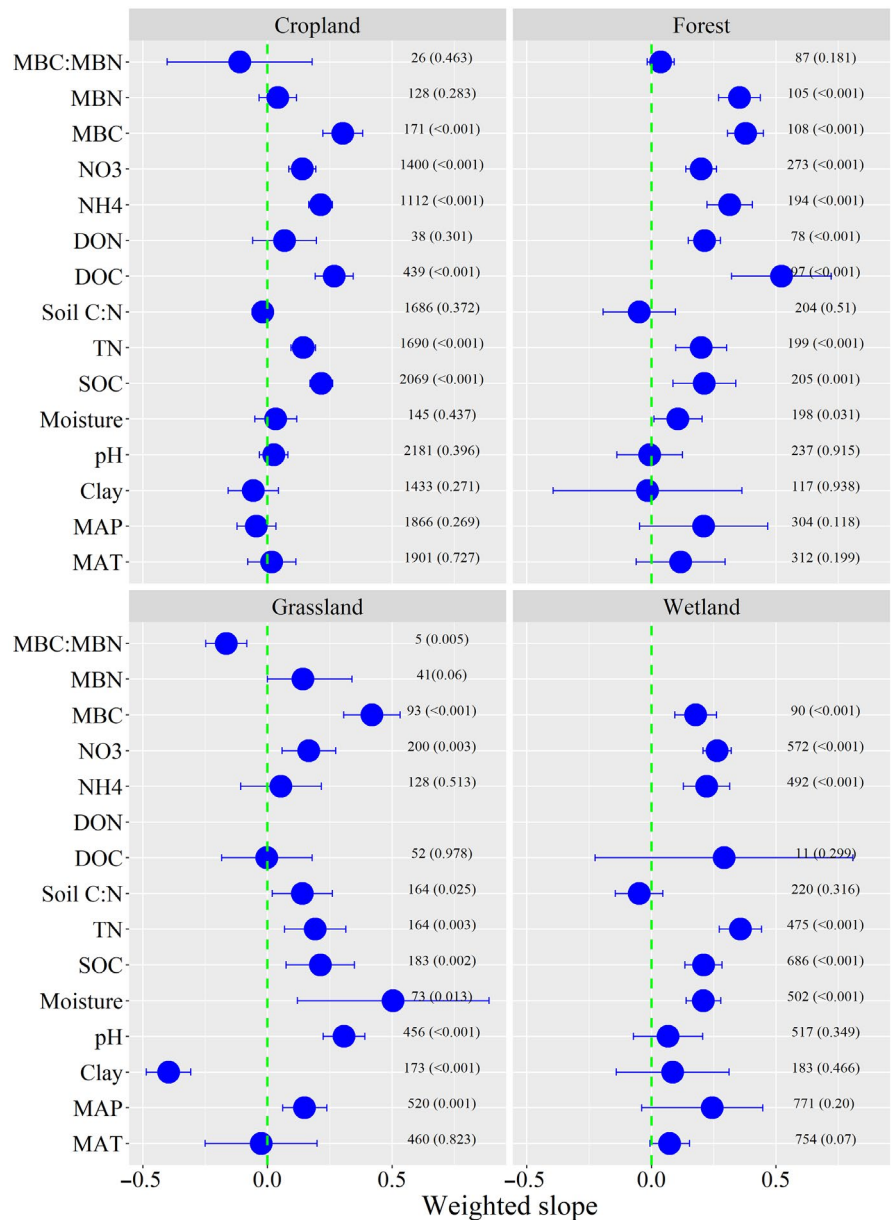 Cropland Forest
MBC:MBN 26 (0.463) 87 (0.181)
MBN 128 (0.283) 105 (<0.001)
MBC 171 (<0.001) 108 (<0.001)
NO3 1400 (<0.001) 273 (<0.001)
NH4 1112 (<0.001) 194 (<0.001)
DON 38 (0.301) 78 (<0.001)
DOC 439 (<0.001) 97 (<0.001)
Soil C:N 1686 (0.372) 204 (0.51)
TN 1690 (<0.001) 199 (<0.001)
SOC 2069 (<0.001) 205 (0.001)
Moisture 145 (0.437) 198 (0.031)
pH 2181 (0.396) 237 (0.915)
Clay 1433 (0.271) 117 (0.938)
MAP 1866 (0.269) 304 (0.118)
MAT 1901 (0.727) 312 (0.199)
Grassland Wetland
MBC:MBN 5 (0.005)
MBN 41(0.06)
MBC 93 (<0.001) 90 (<0.001)
NO3 200 (0.003) 572 (<0.001)
NH4 128 (0.513) 492 (<0.001)
DON
DOC 52 (0.978) 11 (0.299)
Soil C:N 164 (0.025) 220 (0.316)
TN 164 (0.003) 475 (<0.001)
SOC 183 (0.002) 686 (<0.001)
Moisture 73 (0.013) 502 (<0.001)
pH 456 (<0.001) 517 (0.349)
Clay 173 (<0.001) 183 (0.466)
MAP 520 (0.001) 771 (0.20)
MAT 460 (0.823) 754 (0.07)
−0.5 0.0 0.5 −0.5 0.0 0.5
Weighted slope